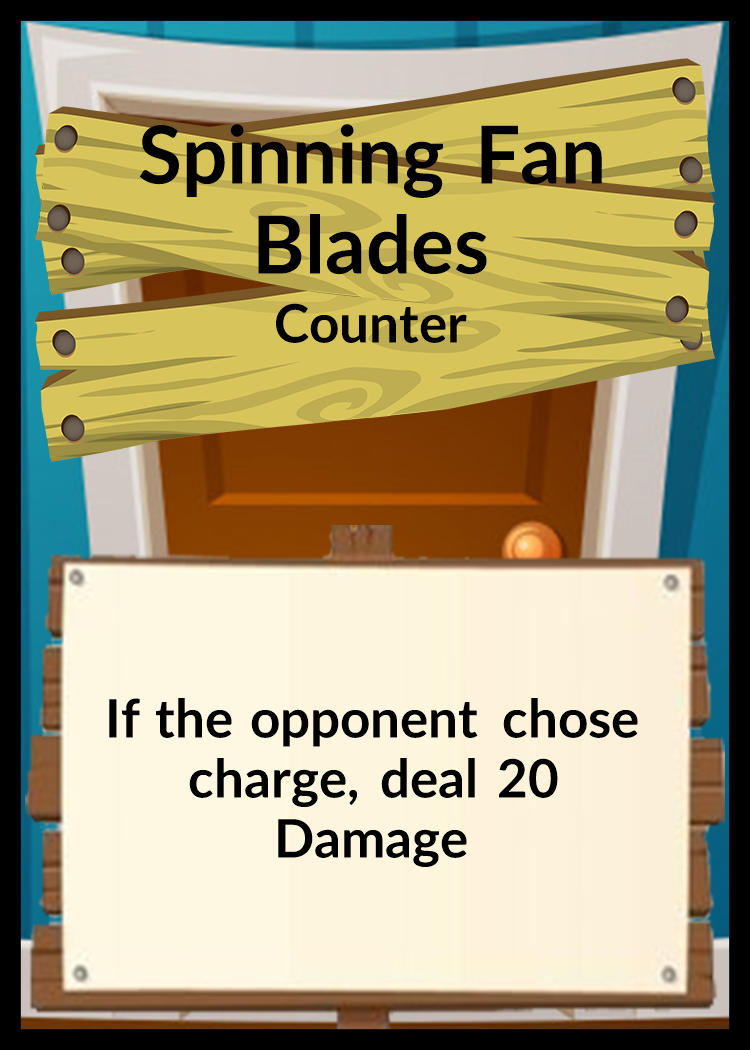 Spinning Fan
Blades
Counter
If the opponent chose
charge, deal 20
Damage